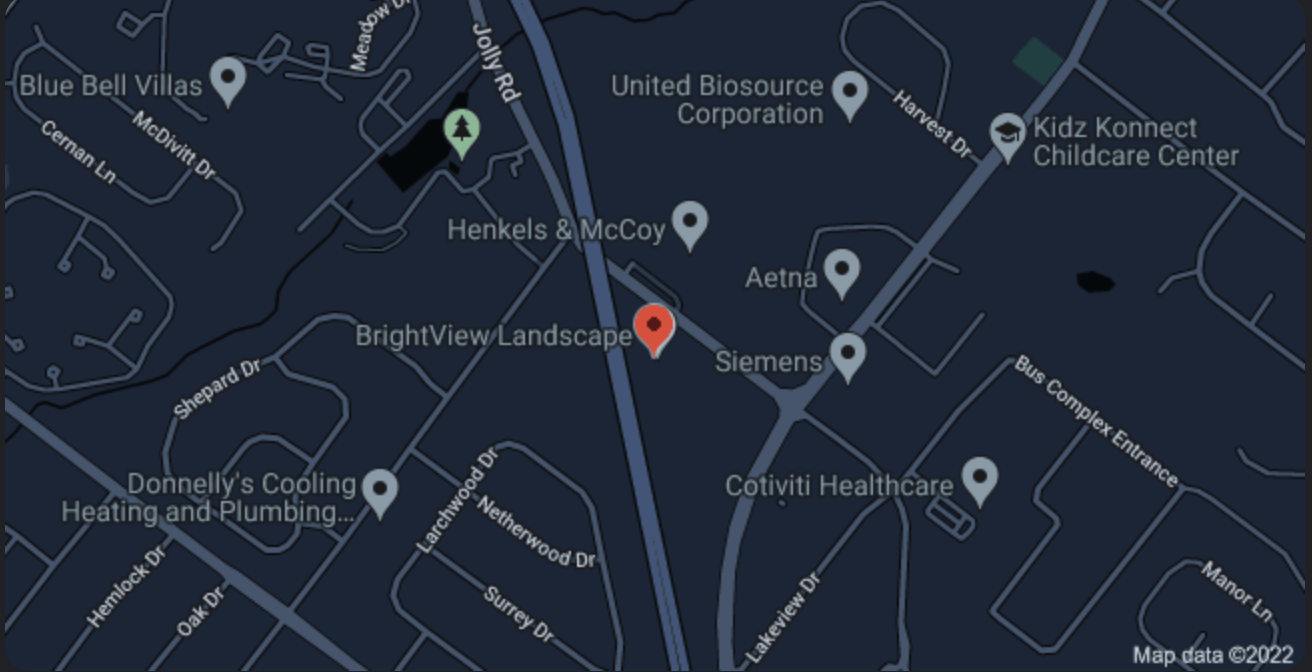 Meadow Dr
Jolly Rd
Blue Bell Villas
United Biosource
Corporation
Harvest Dr
Kidz Konnect
Childcare Center
McDivitt Dr
Cernan Ln
Henkels & McCoy
Aetna
BrightView Landscape
Siemens
Shepard Dr
Bus Complex Entrance
Donnelly's Cooling
Heating and Plumbing...
Larchwood Dr
Netherwood Dr
Cotiviti Healthcare
Hemlock Dr
Oak Dr
Surrey Dr
Lakeview Dr
Manor Ln
Map data ©2022